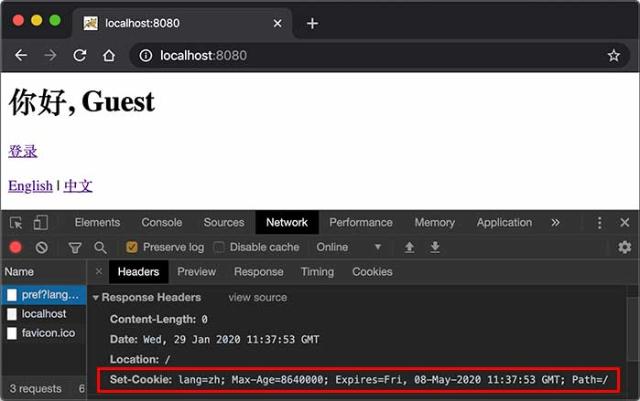 localhost:8080
localhost:8080
你好, Guest
登录
English | 中文
Elements Console Sources Network Performance Memory Application »
Preserve log Disable cache Online
Name × Headers Preview Response Timing Cookies
pref?lang...
localhost
favicon.ico
Response Headers view source
Content-Length: 0
Date: Wed, 29 Jan 2020 11:37:53 GMT
Location: /
Set-Cookie: lang=zh; Max-Age=8640000; Expires=Fri, 08-May-2020 11:37:53 GMT; Path=/
3 requests 6